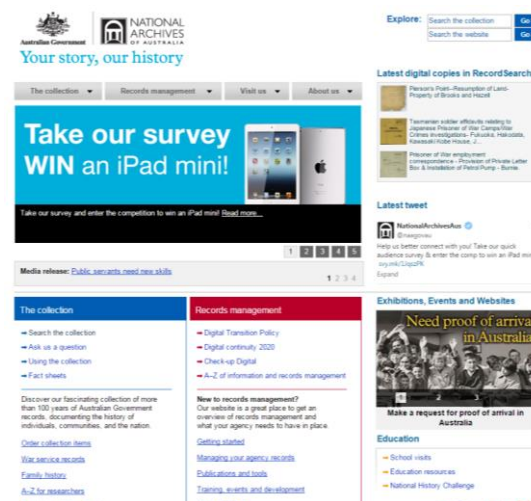 Australian Government
NATIONAL
ARCHIVES
OF AUSTRALIA
Your story, our history
Explore:
Search the collection
Go
Search the website
Go
The collection
Records management
Visit us
About us
Take our survey
WIN an iPad mini!
Take our survey and enter the competition to win an iPad mini! Read more...
1 2 3 4 5
Media release: Public servants need new skills
1 2 3 4
Latest digital copies in RecordSearch
Person's Point--Resumption of Land-
Property of Brooks and Hazell
Tasmanian soldier affidavits relating to
Japanese Prisoner of War Camps/War
Crimes investigations- Fukuoka, Hakodata,
Kawasaki Kobe House, J...
Prisoner of War employment
correspondence - Provision of Private Letter
Box & Installation of Petrol Pump - Burnie.
Latest tweet
NationalArchivesAus
@naagovau
Help us better connect with you! Take our quick
audience survey & enter the comp to win an iPad mini
Expand
The collection
Search the collection
Ask us a question
Using the collection
Fact sheets
Discover our fascinating collection of more
than 100 years of Australian Government
records, documenting the history of
individuals, communities, and the nation.
Order collection items
War service records
Family history
A–Z for researchers
Records management
Digital Transition Policy
Digital continuity 2020
Check-up Digital
A–Z of information and records management
New to records management?
Our website is a great place to get an
overview of records management and
what your agency needs to have in place.
Getting started
Managing your agency records
Publications and tools
Training, events and development
Exhibitions, Events and Websites
Need proof of arrival
in Australia
1 2 3
Make a request for proof of arrival in
Australia
Education
School visits
Education resources
National History Challenge